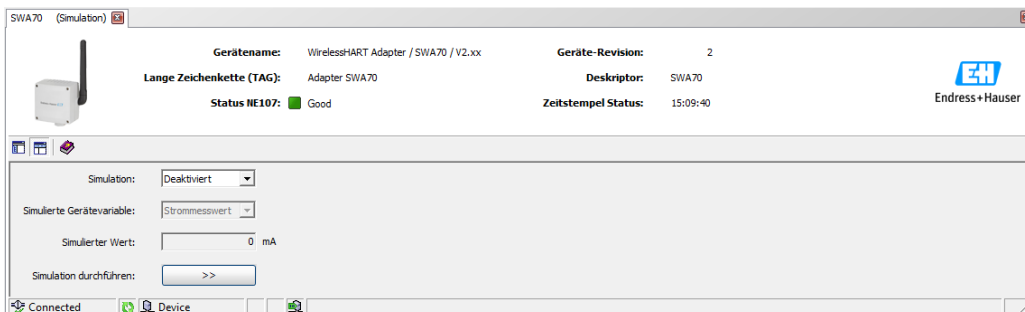 SWA70 (Simulation)
Gerätename: WirelessHART Adapter / SWA70 / V2.xx Geräte-Revision: 2
Lange Zeichenkette (TAG): Adapter SWA70 Deskriptor: SWA70
Status NE107: Good Zeitstempel Status: 15:09:40
EH
Endress+Hauser
Simulation: Deaktiviert
Simulierte Gerätevariable: Strommesswert
Simulierter Wert: 0 mA
Simulation durchführen: >>
Connected Device